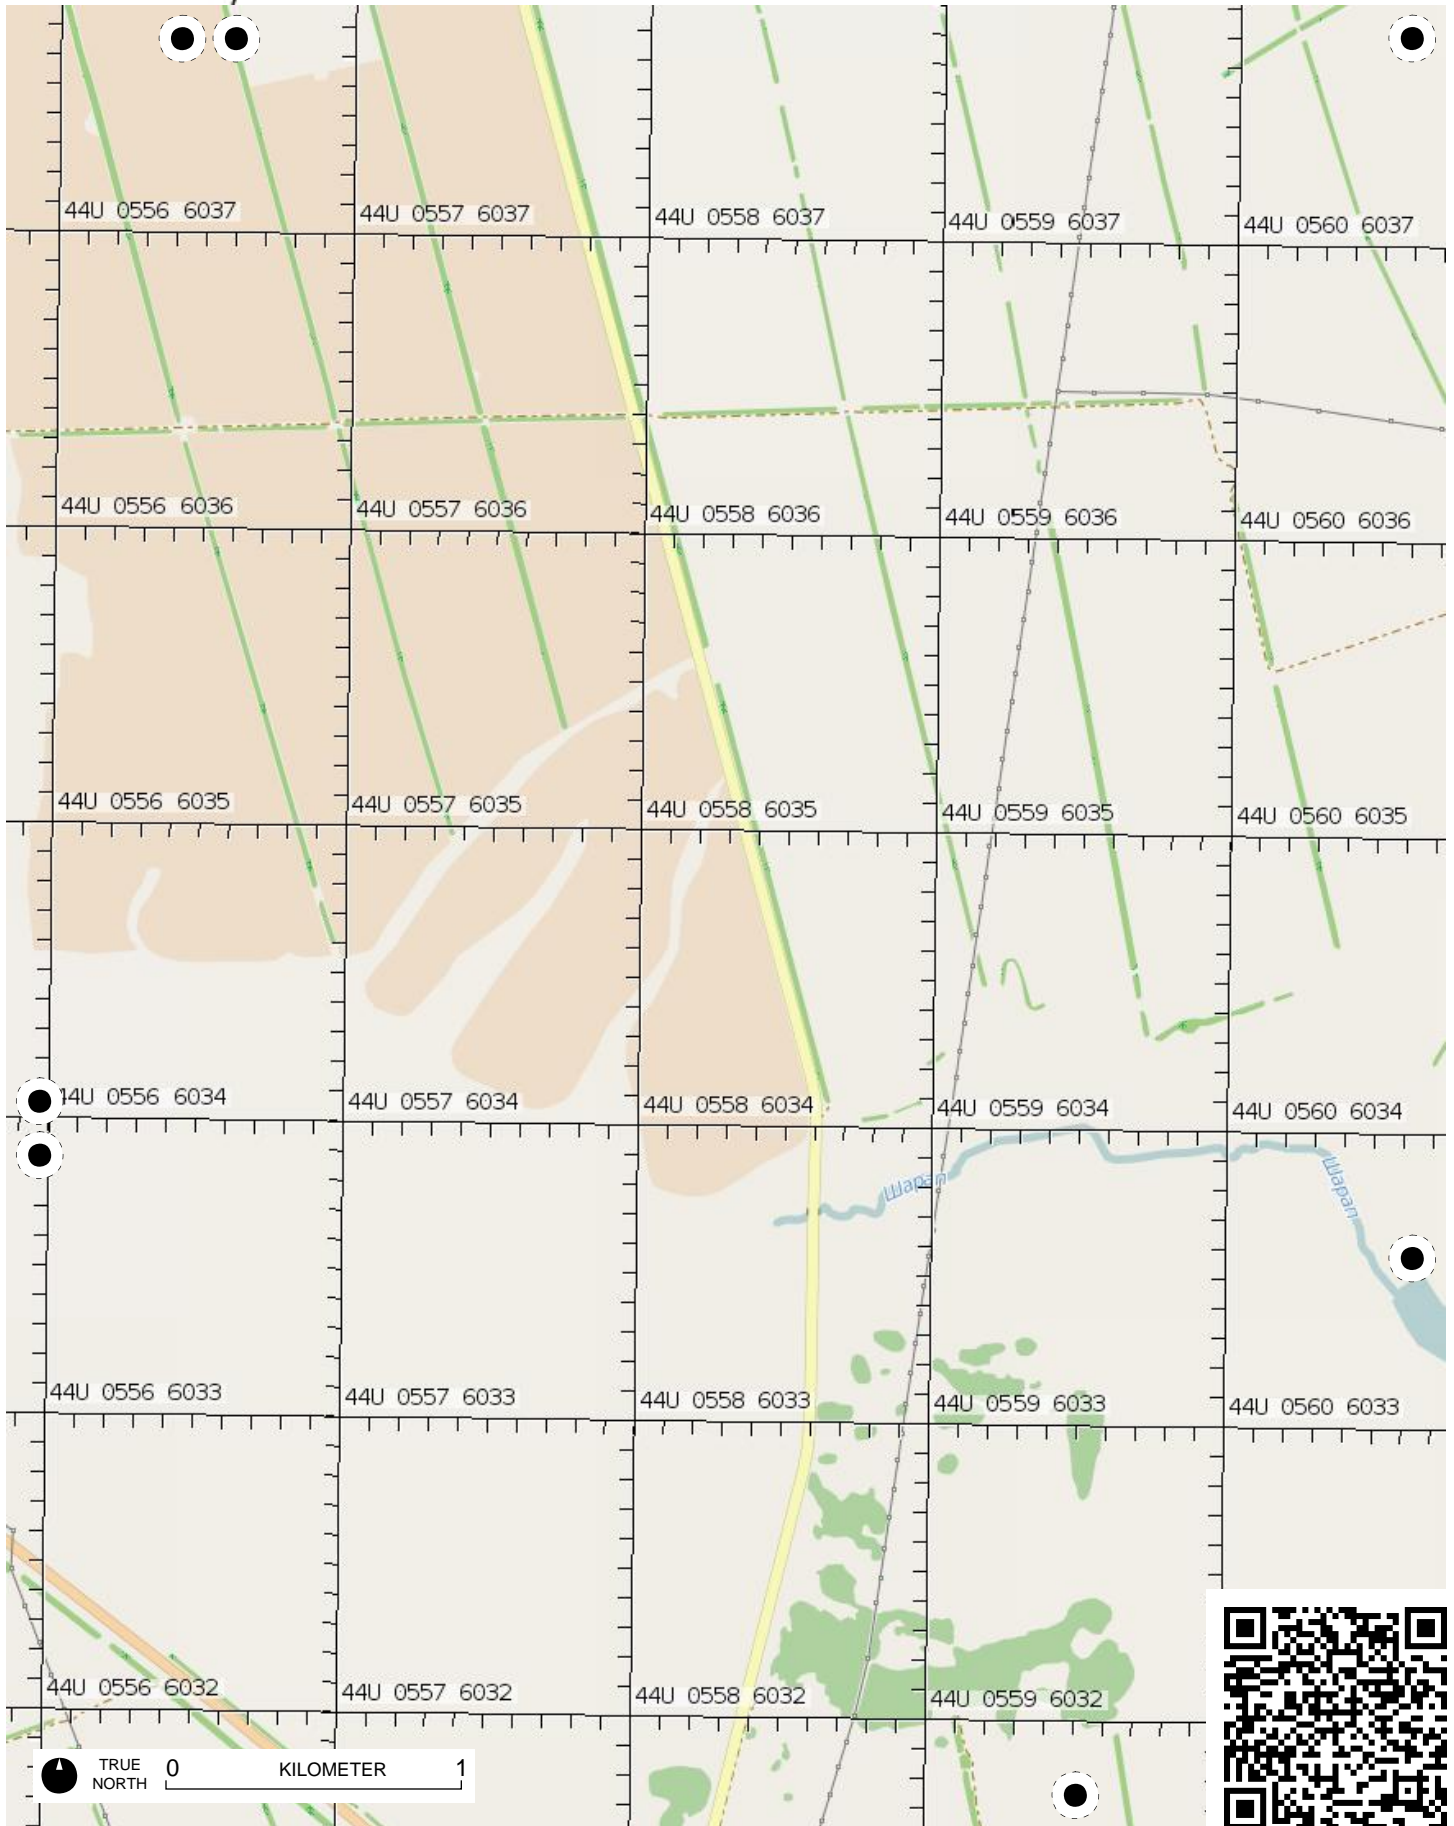 44U 0556 6037
44U 0557 6037
44U 0558 6037
44U 0559 6037
44U 0560 6037
44U 0556 6036
44U 0557 6036
44U 0558 6036
44U 0559 6036
44U 0560 6036
44U 0556 6035
44U 0557 6035
44U 0558 6035
44U 0559 6035
44U 0560 6035
44U 0556 6034
44U 0557 6034
44U 0558 6034
44U 0559 6034
44U 0560 6034
Шарап
Шарап
44U 0556 6033
44U 0557 6033
44U 0558 6033
44U 0559 6033
44U 0560 6033
44U 0556 6032
44U 0557 6032
44U 0558 6032
44U 0559 6032
TRUE NORTH
0 KILOMETER 1